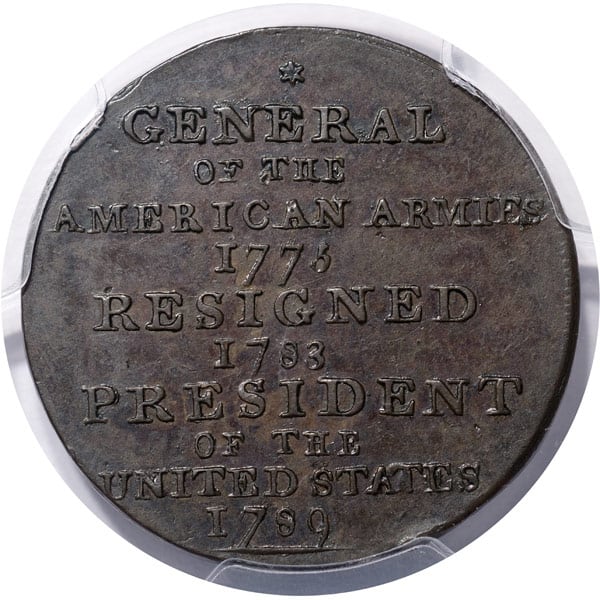 GENERAL
OF THE
AMERICAN ARMIES
1775
RESIGNED
1783
PRESIDENT
OF THE
UNITED STATES
1789